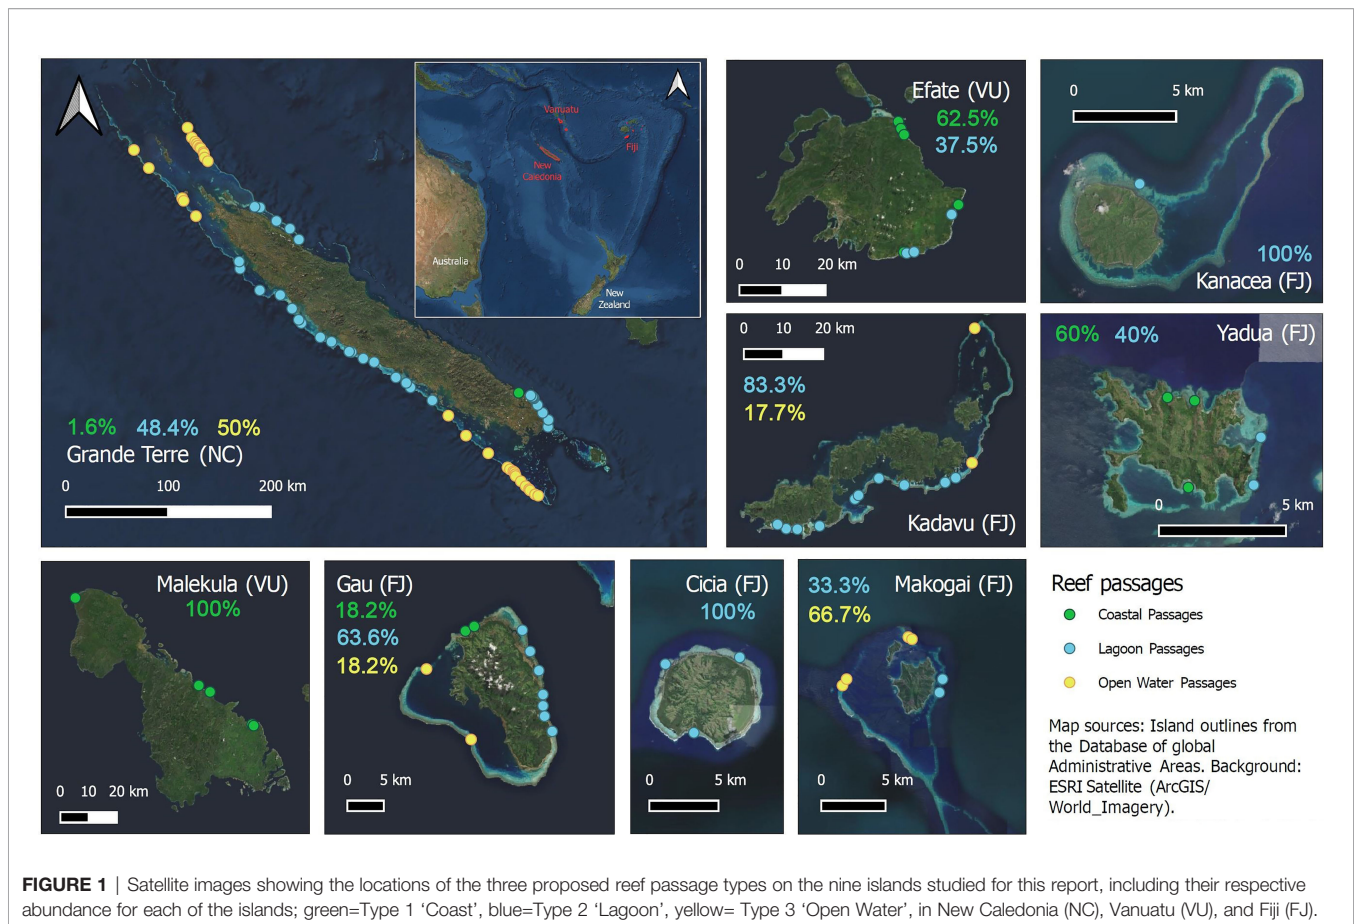 Vanuatu
Fiji
New
Caledonia
Australia
New
Zealand
1.6% 48.4% 50%
Grande Terre (NC)
0 100 200 km
Efate (VU)
62.5%
37.5%
0 10 20 km
0 5 km
100%
Kanacea (FJ)
0 10 20 km
83.3%
17.7%
Kadavu (FJ)
60% 40% Yadua (FJ)
0 5 km
Malekula (VU)
100%
0 10 20 km
Gau (FJ)
18.2%
63.6%
18.2%
0 5 km
Cicia (FJ)
100%
0 5 km
33.3% Makogai (FJ)
66.7%
0 5 km
Reef passages
Coastal Passages
Lagoon Passages
Open Water Passages
Map sources: Island outlines from
the Database of global
Administrative Areas. Background:
ESRI Satellite (ArcGIS/
World_Imagery).
FIGURE 1 | Satellite images showing the locations of the three proposed reef passage types on the nine islands studied for this report, including their respective
abundance for each of the islands; green=Type 1 ‘Coast’, blue=Type 2 ‘Lagoon’, yellow= Type 3 ‘Open Water’, in New Caledonia (NC), Vanuatu (VU), and Fiji (FJ).